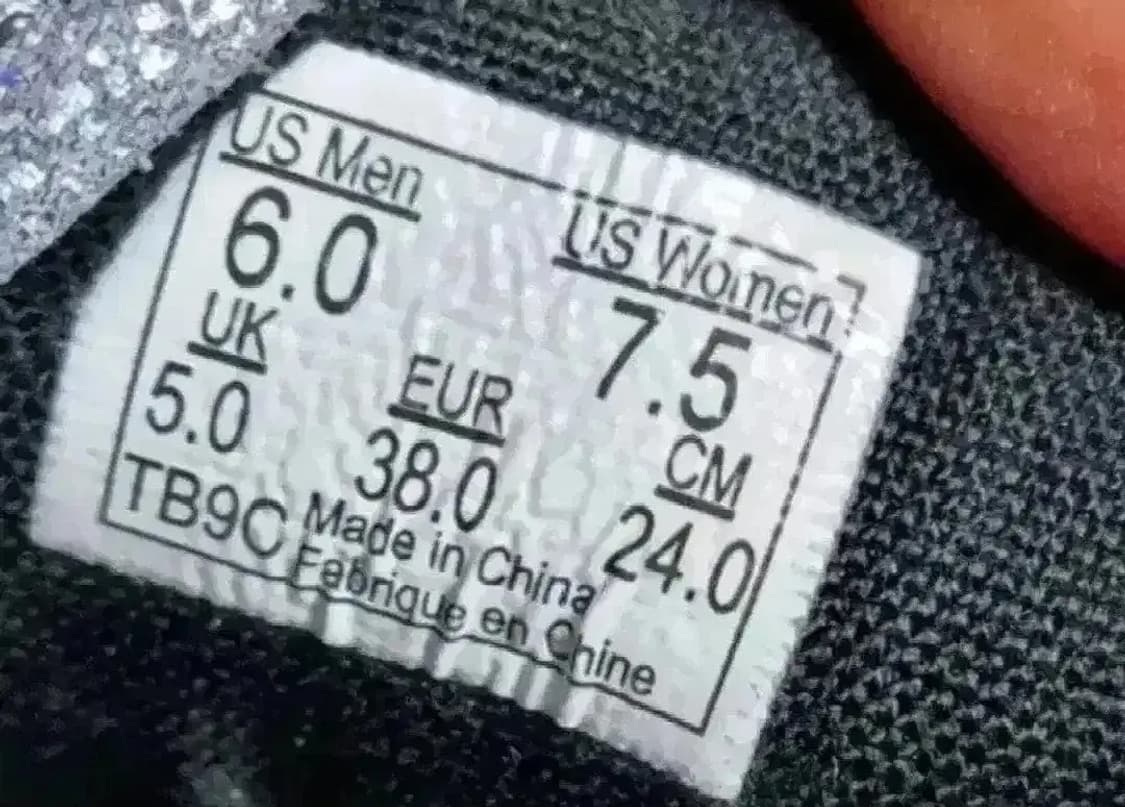 US Men
US Women
6.0
7.5
UK
EUR
CM
5.0
38.0
24.0
TB9C
Made in China
Fabrique en Chine